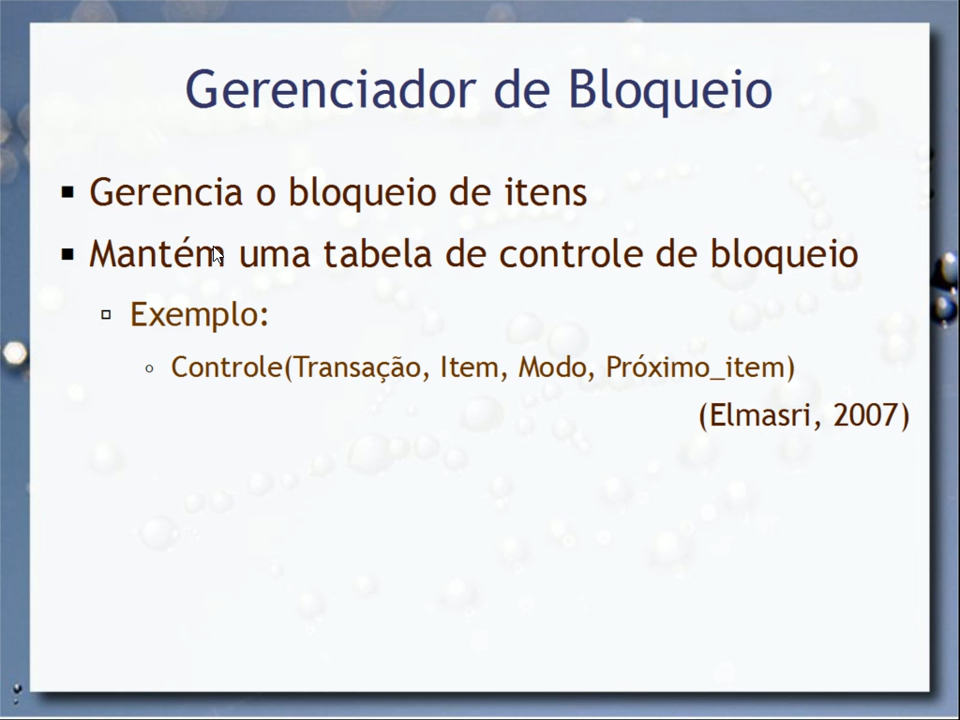 Gerenciador de Bloqueio
Gerencia o bloqueio de itens
Mantém uma tabela de controle de bloqueio
Exemplo:
Controle(Transação, Item, Modo, Próximo_item)
(Elmasri, 2007)